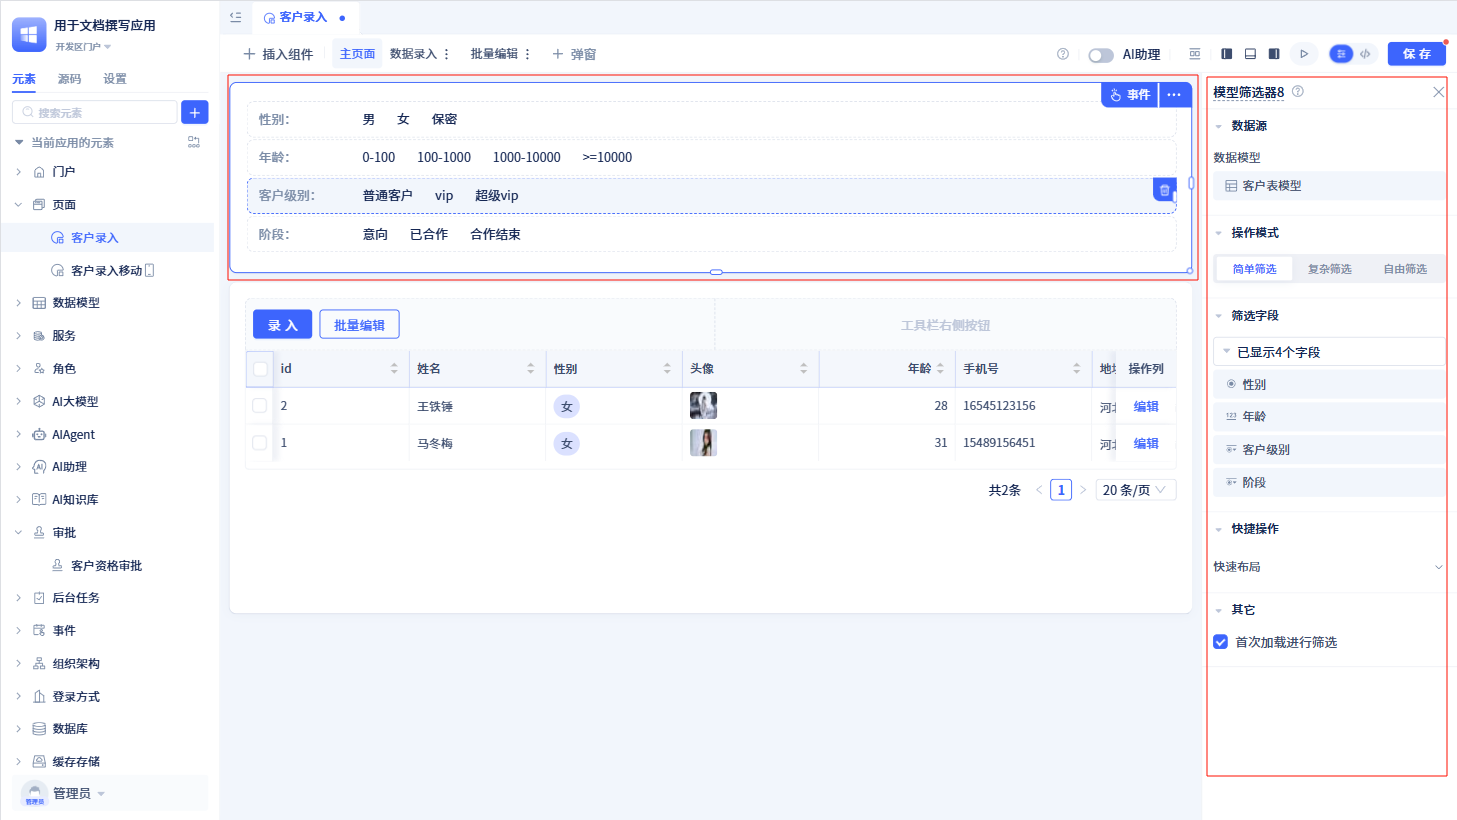 用于文档撰写应用
开发区门户
元素 源码 设置
搜索元素
当前应用的元素
门户
页面
客户录入
客户录入移动
数据模型
服务
角色
AI大模型
AIAgent
AI助理
AI知识库
审批
客户资格审批
后台任务
事件
组织架构
登录方式
数据库
缓存存储
管理员
管理员
客户录入
插入组件 主页面 数据录入 批量编辑 弹窗
AI助理
保 存
事件
性别: 男 女 保密
年龄: 0-100 100-1000 1000-10000 >=10000
客户级别: 普通客户 vip 超级vip
阶段: 意向 已合作 合作结束
录 入 批量编辑 工具栏右侧按钮
id 姓名 性别 头像 年龄 手机号 操作列
2 王铁锤 女 28 16545123156 编辑
1 马冬梅 女 31 15489156451 编辑
共2条 1 20 条/页
模型筛选器8
数据源
数据模型
客户表模型
操作模式
简单筛选 复杂筛选 自由筛选
筛选字段
已显示4个字段
性别
123 年龄
客户级别
阶段
快捷操作
快速布局
其它
首次加载进行筛选